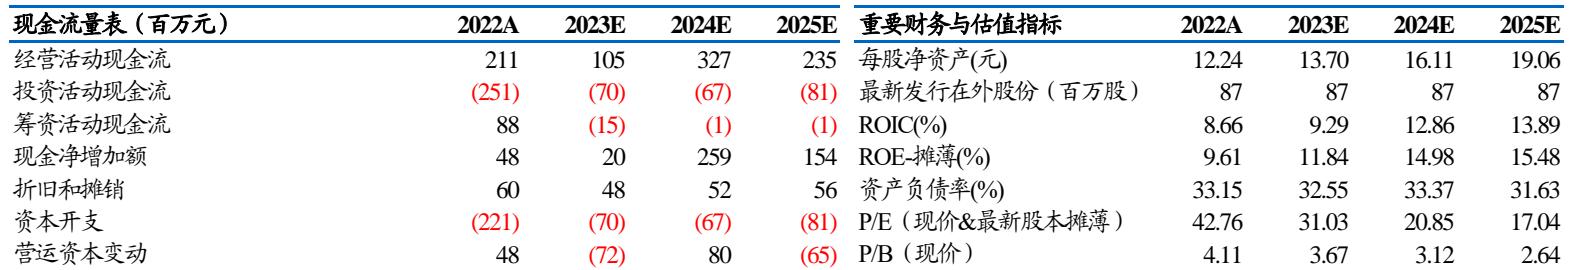 现金流量表（百万元） 2022A 2023E 2024E 2025E 重要财务与估值指标 2022A 2023E 2024E 2025E
经营活动现金流 211 105 327 235 每股净资产(元) 12.24 13.70 16.11 19.06
投资活动现金流 (251) (70) (67) (81) 最新发行在外股份（百万股） 87 87 87 87
筹资活动现金流 88 (15) (1) (1) ROIC(%) 8.66 9.29 12.86 13.89
现金净增加额 48 20 259 154 ROE-摊薄(%) 9.61 11.84 14.98 15.48
折旧和摊销 60 48 52 56 资产负债率(%) 33.15 32.55 33.37 31.63
资本开支 (221) (70) (67) (81) P/E（现价&最新股本摊薄） 42.76 31.03 20.85 17.04
营运资本变动 48 (72) 80 (65) P/B（现价） 4.11 3.67 3.12 2.64